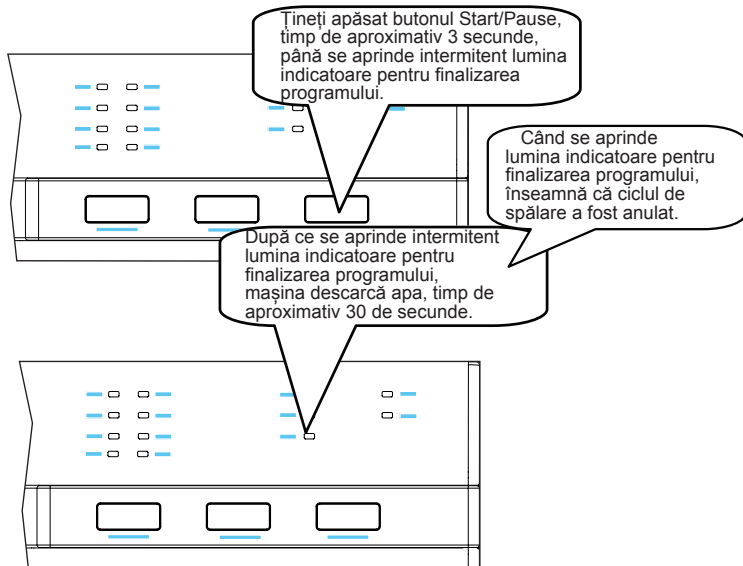 Țineți apăsat butonul Start/Pause,
timp de aproximativ 3 secunde,
până se aprinde intermitent lumina
indicatoare pentru finalizarea
programului.
Când se aprinde
lumina indicatoare pentru
finalizarea programului,
înseamnă că ciclul de
spălare a fost anulat.
După ce se aprinde intermitent
lumina indicatoare pentru
finalizarea programului,
mașina descarcă apa, timp de
aproximativ 30 de secunde.